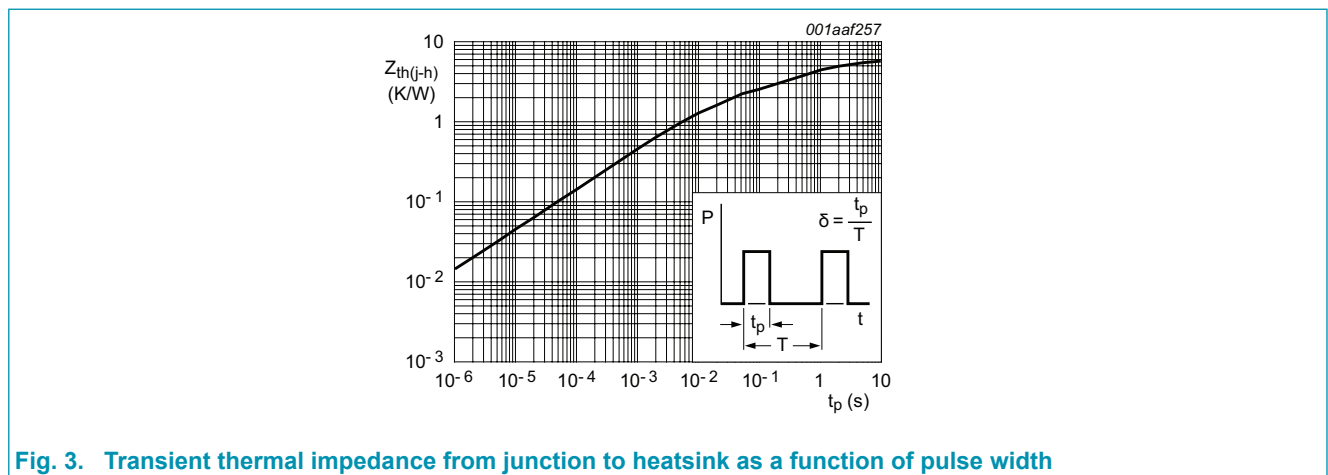 001aaf257
10
Zth(j-h)
(K/W)
1
10-1
10-2
10-3
10-6
10-5
10-4
10-3
10-2
10-1
1
10
tp (s)
P
δ = tp/T
tp
t
T
Fig. 3. Transient thermal impedance from junction to heatsink as a function of pulse width